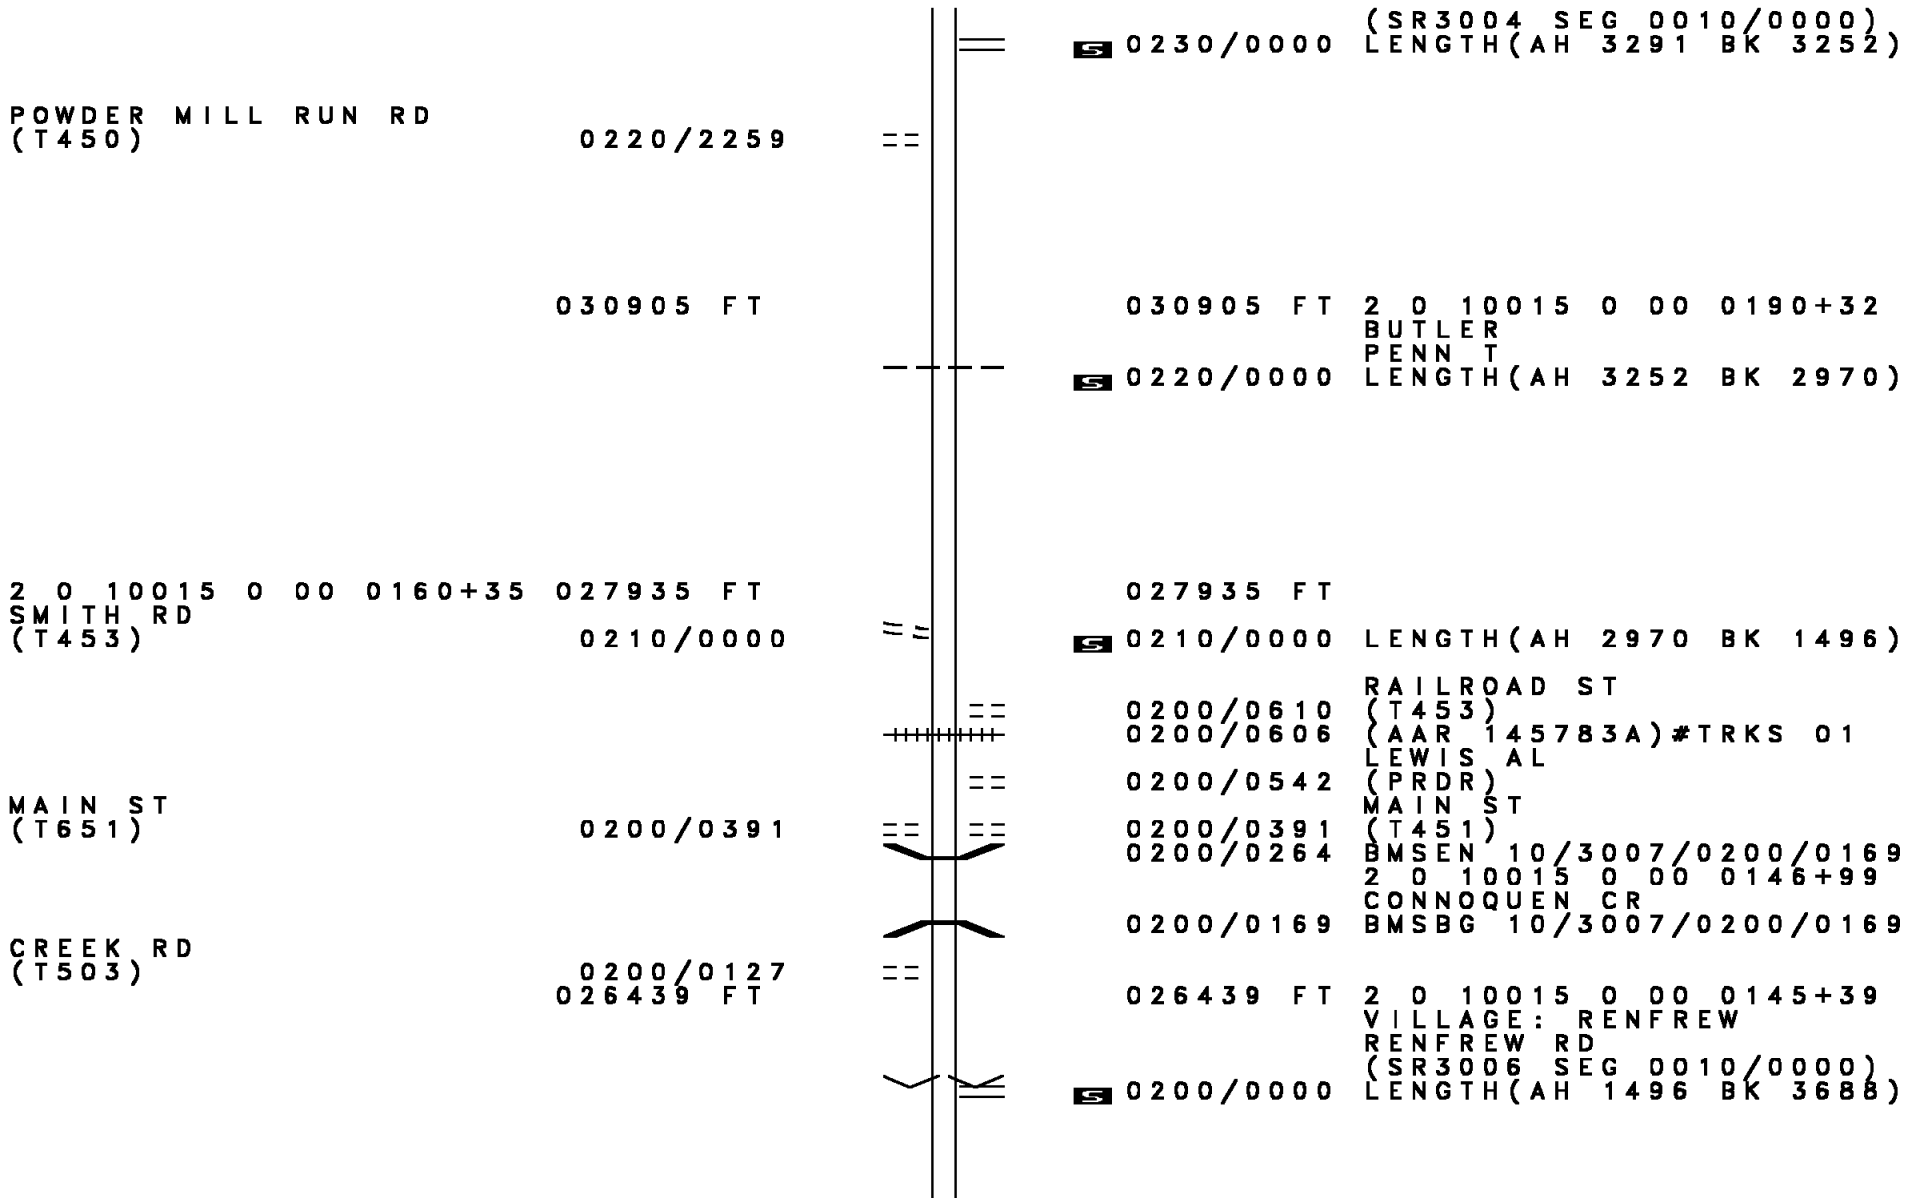 (SR3004 SEG 0010/0000)
S 0230/0000 LENGTH(AH 3291 BK 3252)
POWDER MILL RUN RD
(T450) 0220/2259
030905 FT 030905 FT 2 0 10015 0 00 0190+32
BUTLER
PENN T
S 0220/0000 LENGTH(AH 3252 BK 2970)
2 0 10015 0 00 0160+35 027935 FT 027935 FT
SMITH RD
(T453) 0210/0000 S 0210/0000 LENGTH(AH 2970 BK 1496)
RAILROAD ST
0200/0610 (T453)
0200/0606 (AAR 145783A)#TRKS 01
LEWIS AL
0200/0542 (PRDR)
MAIN ST MAIN ST
(T651) 0200/0391 0200/0391 (T451)
0200/0264 BMSEN 10/3007/0200/0169
2 0 10015 0 00 0146+99
CONNOQUEN CR
0200/0169 BMSBG 10/3007/0200/0169
CREEK RD
(T503) 0200/0127
026439 FT 026439 FT 2 0 10015 0 00 0145+39
VILLAGE: RENFREW
RENFREW RD
(SR3006 SEG 0010/0000)
S 0200/0000 LENGTH(AH 1496 BK 3688)